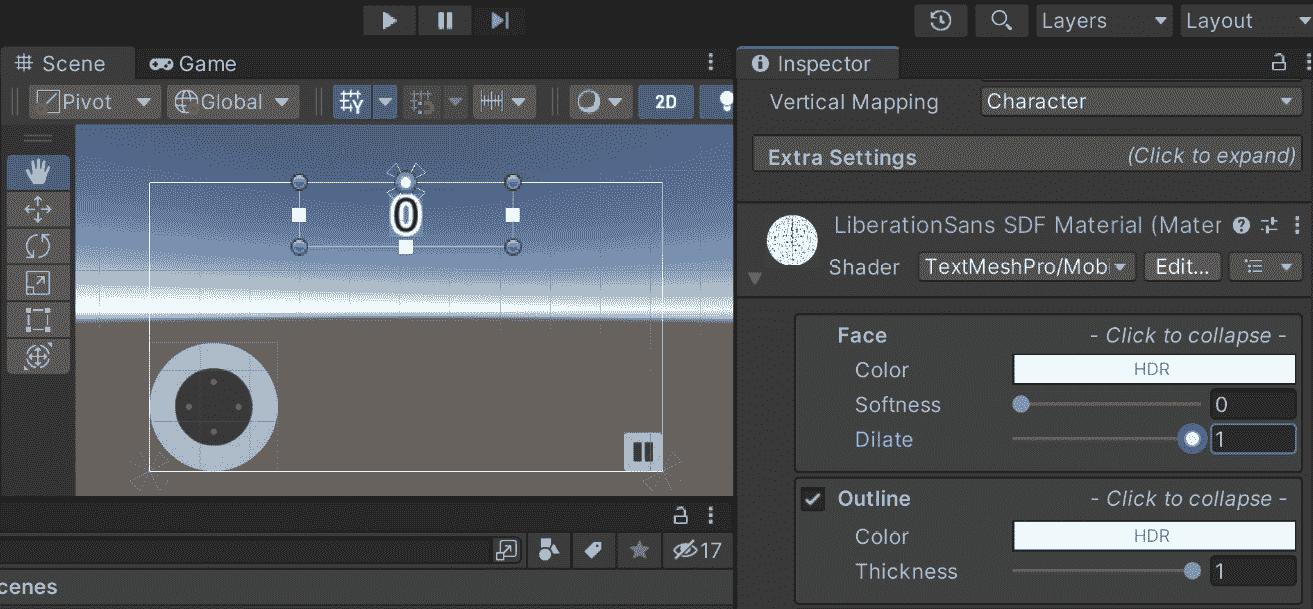 Layers Layout
Scene Game Inspector
Pivot Global 2D
Vertical Mapping Character
Extra Settings (Click to expand)
0
LiberationSans SDF Material (Mater
Shader TextMeshPro/Mob Edit...
Face - Click to collapse -
Color HDR
Softness 0
Dilate 1
Outline - Click to collapse -
Color HDR
Thickness 1
17
cenes